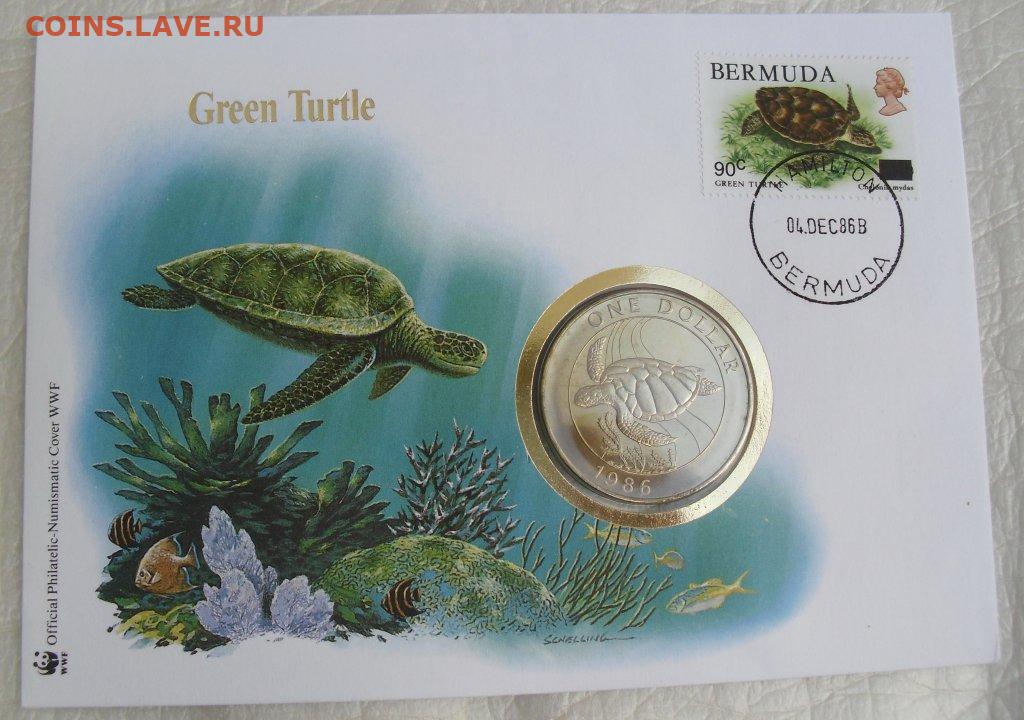 COINS.LAVE.RU
Green Turtle
BERMUDA
90c
GREEN TURTLE
Chelonia mydas
HAMILTON
04.DEC86B
BERMUDA
ONE DOLLAR
1986
SCHELLING
Official Philatelic-Numismatic Cover WWF
WWF